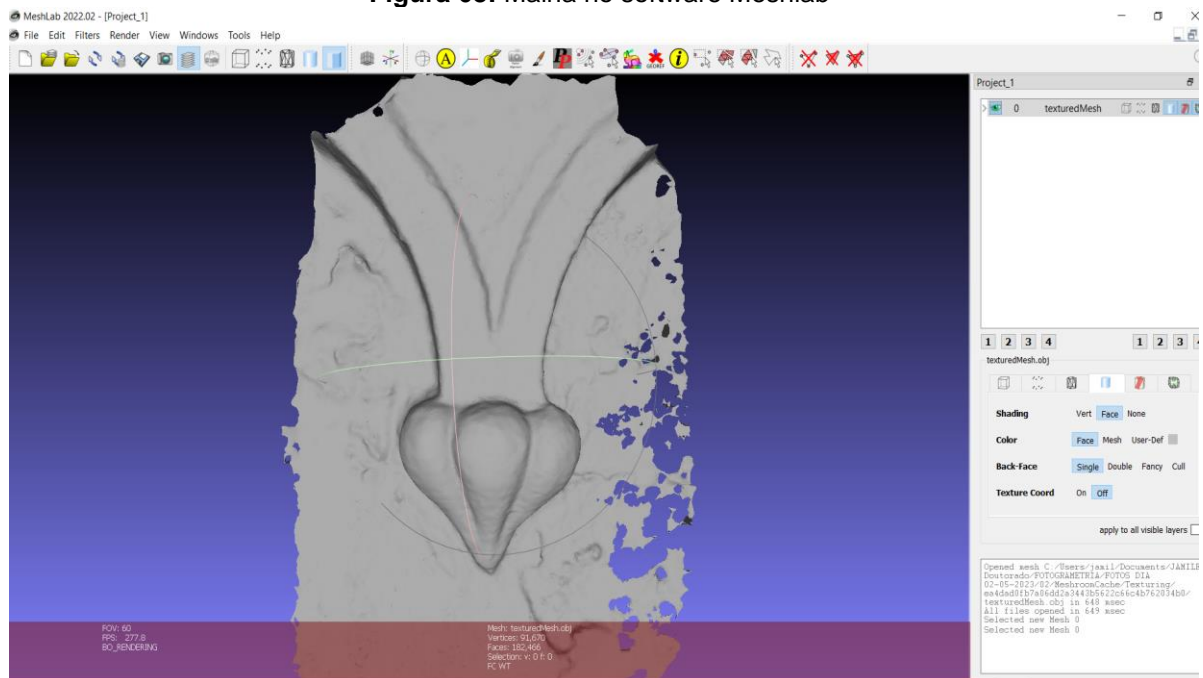 Figura 65. Malha no software Meshlab
MeshLab 2022.02 - [Project_1]
File Edit Filters Render View Windows Tools Help
Project_1
0 texturedMesh
1 2 3 4 1 2 3 4
texturedMesh.obj
Shading Vert Face None
Color Face Mesh User-Def
Back-Face Single Double Fancy Cull
Texture Coord On Off
apply to all visible layers
Opened mesh C:/Users/jamil/Documents/JAMILE
Doutorado/FOTOGRAMETRIA/FOTOS DIA
02-05-2023/02/MeshroomCache/Texturing/
texturedMesh.obj in 648 msec
All files opened in 649 msec
Selected new Mesh 0
Selected new Mesh 0
FOV: 60
FPS: 277.8
BO_RENDERING
Mesh: texturedMesh.obj
Vertices: 91,670
Faces: 182,466
Selection: v: 0 f: 0
FC WT